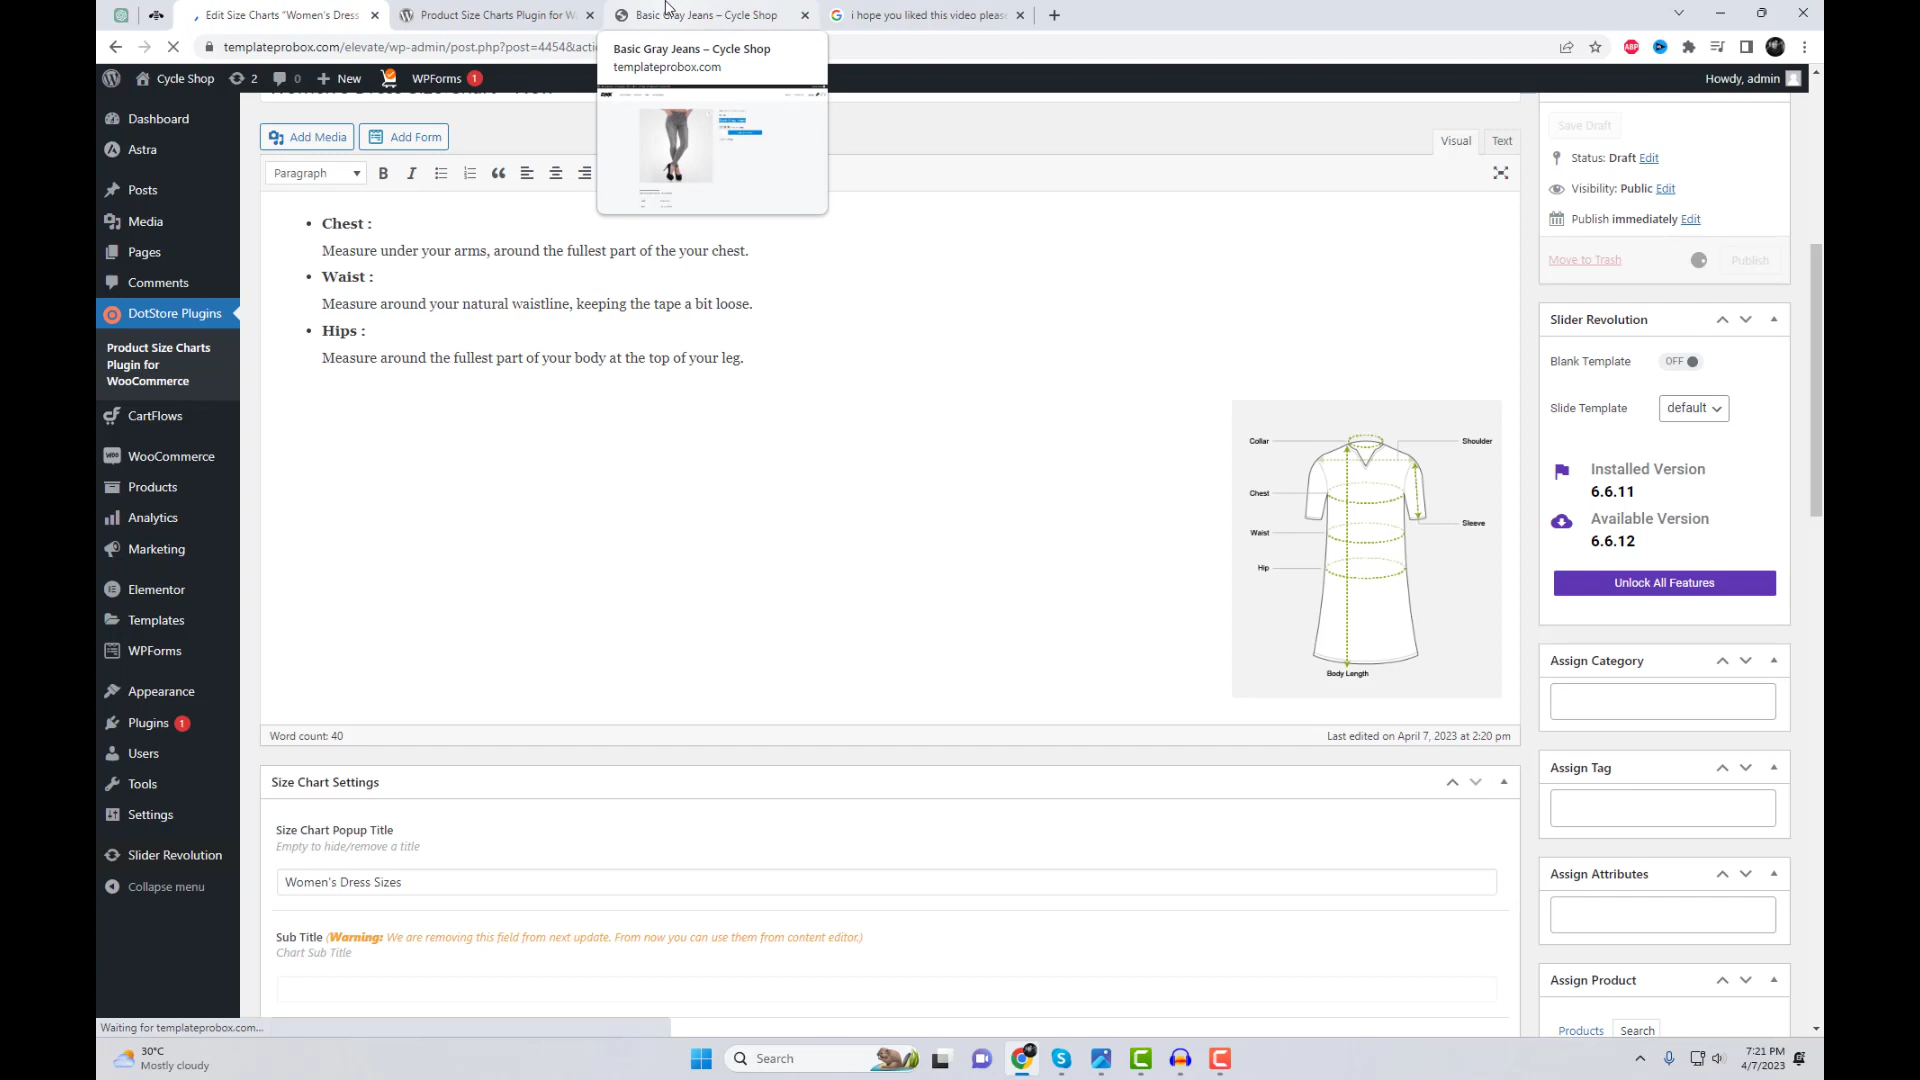 Edit Size Charts "Women's Dress
Product Size Charts Plugin for W
Basic Gray Jeans – Cycle Shop
i hope you liked this video please
templateprobox.com/elevate/wp-admin/post.php?post=4454&acti
Basic Gray Jeans – Cycle Shop
templateprobox.com
Cycle Shop
2
0
New
WPForms 1
Howdy, admin
Dashboard
Astra
Posts
Media
Pages
Comments
DotStore Plugins
Product Size Charts
Plugin for
WooCommerce
CartFlows
WooCommerce
Products
Analytics
Marketing
Elementor
Templates
WPForms
Appearance
Plugins 1
Users
Tools
Settings
Slider Revolution
Collapse menu
Add Media
Add Form
Visual
Text
Paragraph
Chest :
Measure under your arms, around the fullest part of the your chest.
Waist :
Measure around your natural waistline, keeping the tape a bit loose.
Hips :
Measure around the fullest part of your body at the top of your leg.
Collar
Shoulder
Chest
Waist
Sleeve
Hip
Body Length
Word count: 40
Last edited on April 7, 2023 at 2:20 pm
Size Chart Settings
Size Chart Popup Title
Empty to hide/remove a title
Women's Dress Sizes
Sub Title (Warning: We are removing this field from next update. From now you can use them from content editor.)
Chart Sub Title
Save Draft
Status: Draft Edit
Visibility: Public Edit
Publish immediately Edit
Move to Trash
Publish
Slider Revolution
Blank Template OFF
Slide Template default
Installed Version
6.6.11
Available Version
6.6.12
Unlock All Features
Assign Category
Assign Tag
Assign Attributes
Assign Product
Products
Search
Waiting for templateprobox.com...
30°C
Mostly cloudy
Search
7:21 PM
4/7/2023